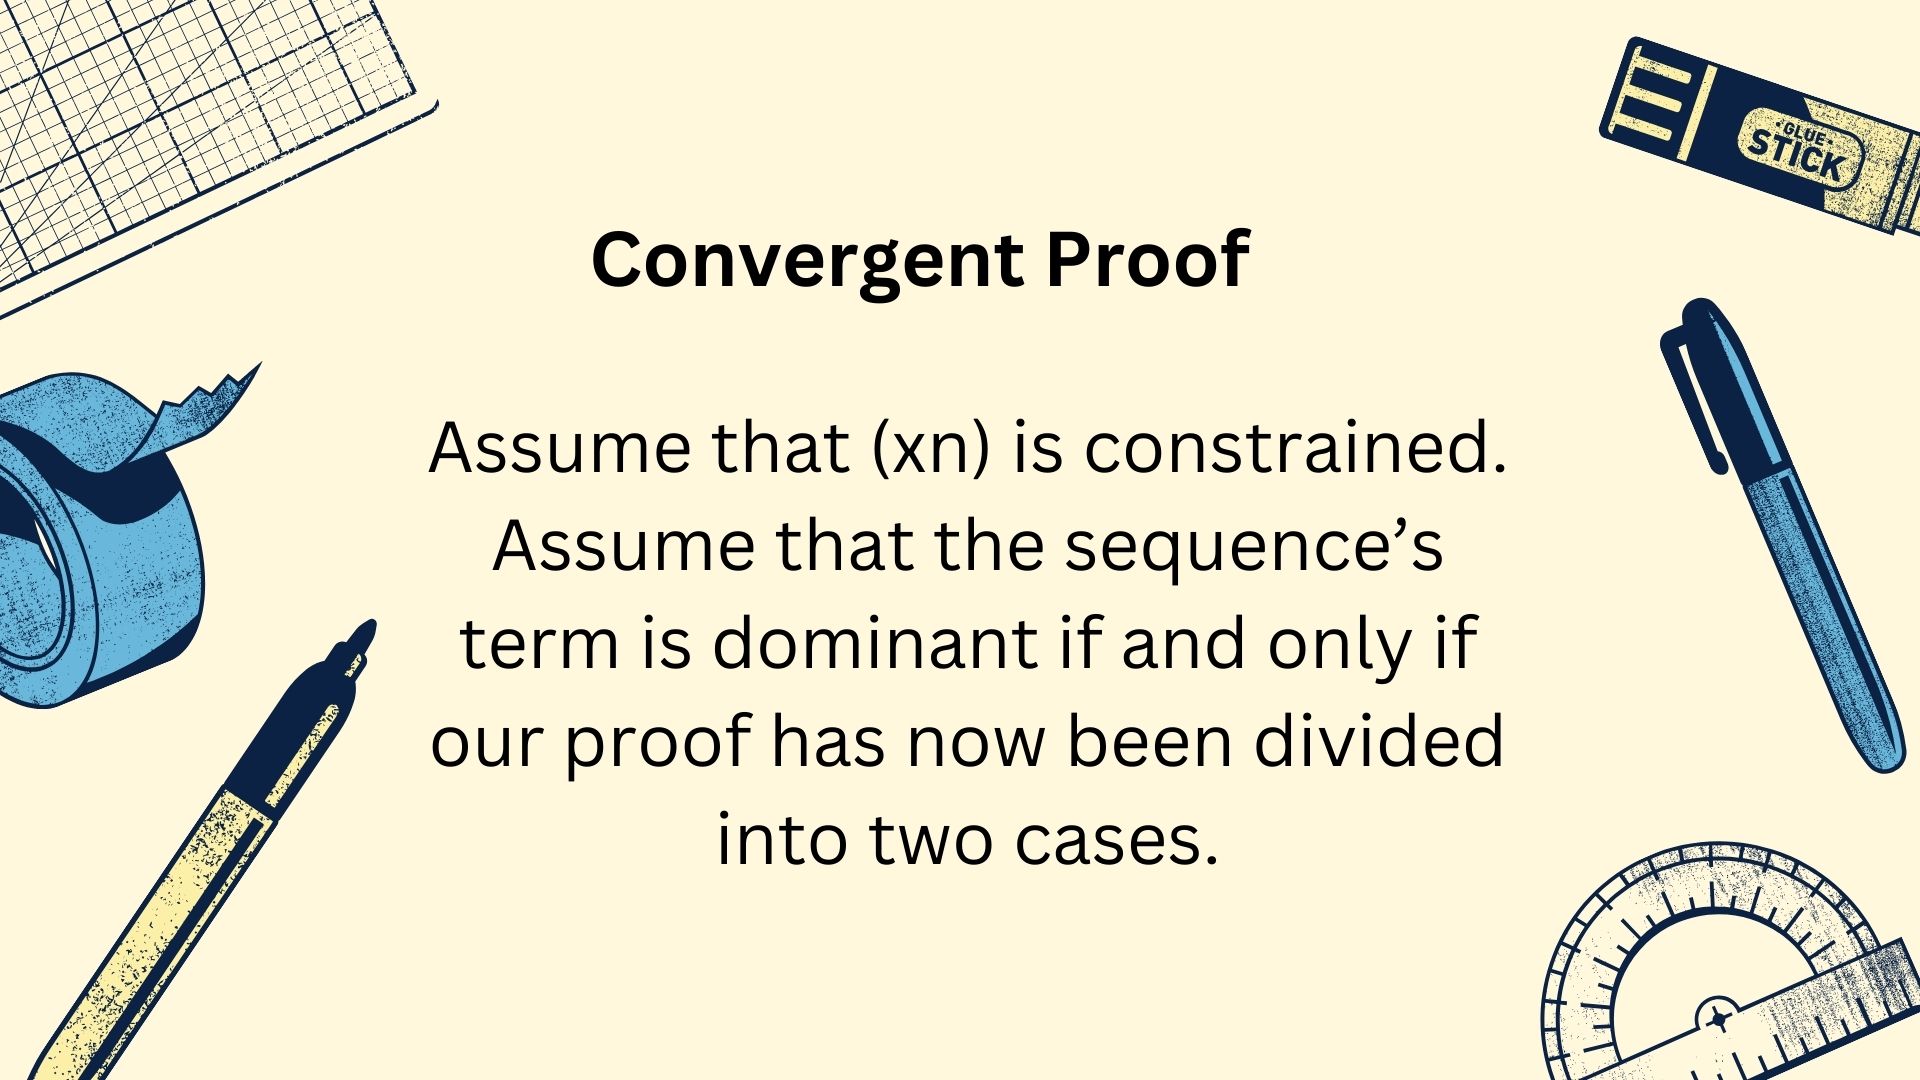 GLUE
STICK
Convergent Proof
Assume that (xn) is constrained.
Assume that the sequence’s
term is dominant if and only if
our proof has now been divided
into two cases.